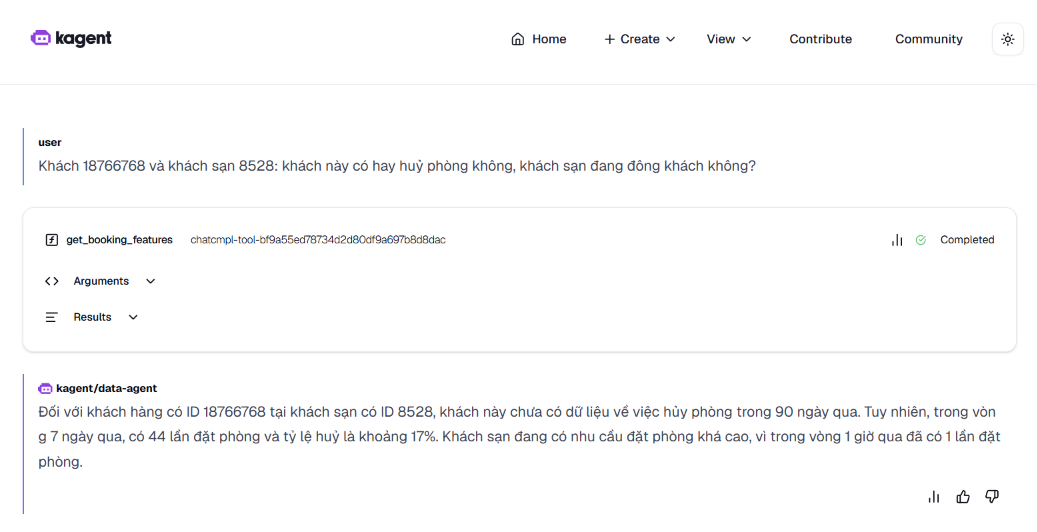 kagent
Home
Create
View
Contribute
Community
user
Khách 18766768 và khách sạn 8528: khách này có hay huỷ phòng không, khách sạn đang đông khách không?
get_booking_features chatcmpl-tool-bf9a55ed78734d2d80df9a697b8d8dac
Completed
Arguments
Results
kagent/data-agent
Đối với khách hàng có ID 18766768 tại khách sạn có ID 8528, khách này chưa có dữ liệu về việc hủy phòng trong 90 ngày qua. Tuy nhiên, trong vòn
g 7 ngày qua, có 44 lần đặt phòng và tỷ lệ huỷ là khoảng 17%. Khách sạn đang có nhu cầu đặt phòng khá cao, vì trong vòng 1 giờ qua đã có 1 lần đặt
phòng.